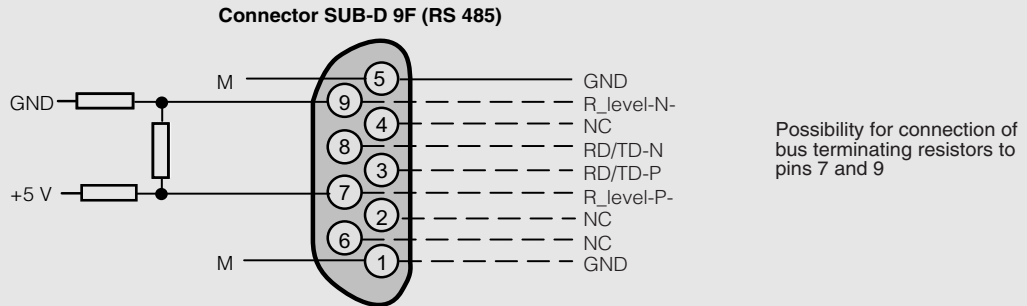 Connector SUB-D 9F (RS 485)
M
5
GND
GND
9
R_level-N-
4
NC
8
RD/TD-N
3
RD/TD-P
+5 V
7
R_level-P-
2
NC
6
NC
M
1
GND
Possibility for connection of
bus terminating resistors to
pins 7 and 9